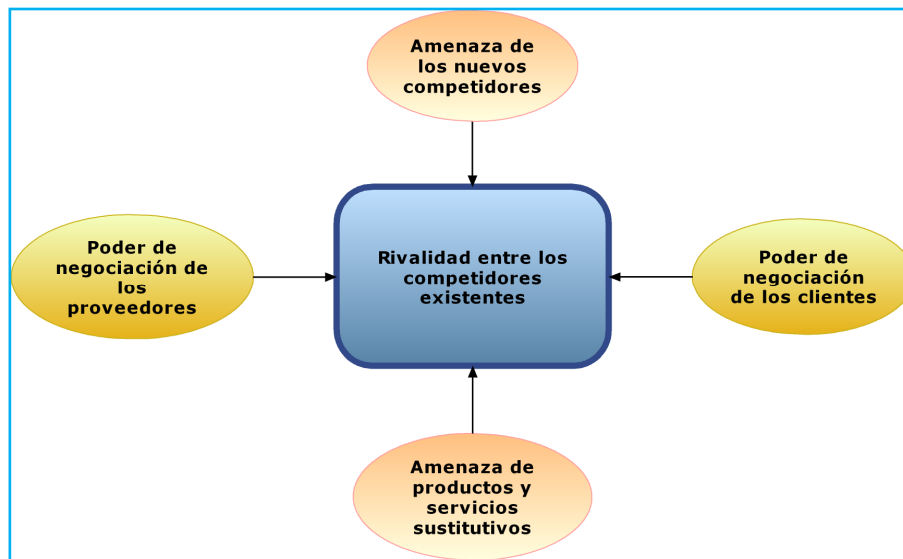 Amenaza de
los nuevos
competidores
Poder de
negociación de
los
proveedores
Rivalidad entre los
competidores
existentes
Poder de
negociación
de los clientes
Amenaza de
productos y
servicios
sustitutivos